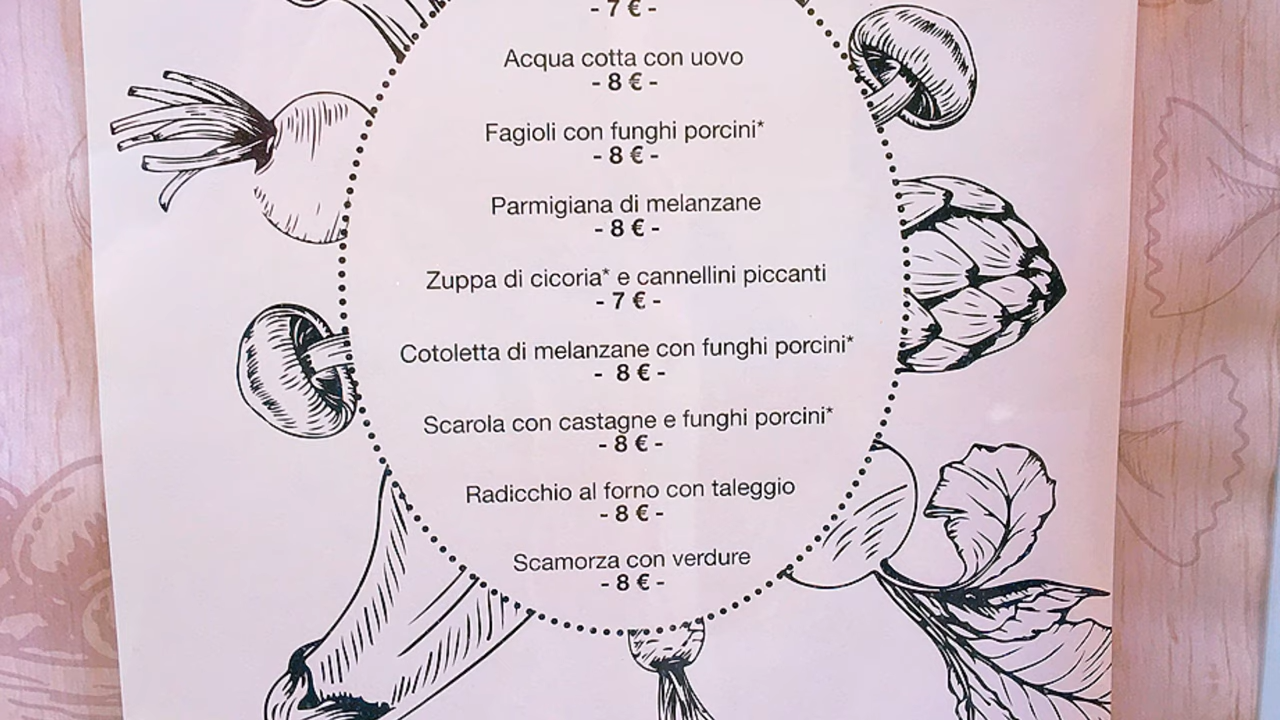 - 7 € -
Acqua cotta con uovo
- 8 € -
Fagioli con funghi porcini*
- 8 € -
Parmigiana di melanzane
- 8 € -
Zuppa di cicoria* e cannellini piccanti
- 7 € -
Cotoletta di melanzane con funghi porcini*
- 8 € -
Scarola con castagne e funghi porcini*
- 8 € -
Radicchio al forno con taleggio
- 8 € -
Scamorza con verdure
- 8 € -